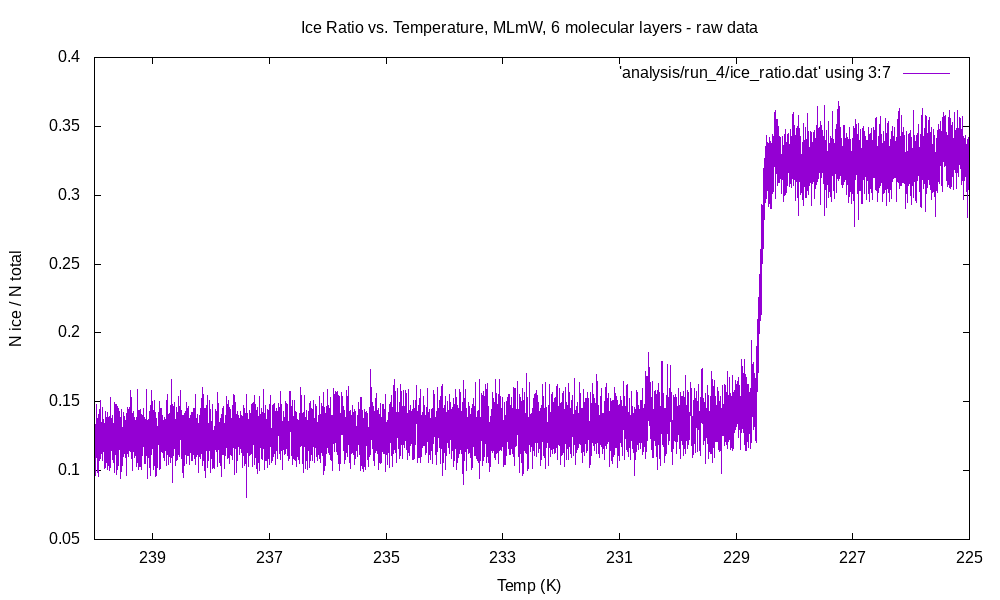 Ice Ratio vs. Temperature, MLmW, 6 molecular layers - raw data
'analysis/run_4/ice_ratio.dat' using 3:7
0.4
0.35
0.3
0.25
0.2
0.15
0.1
0.05
N ice / N total
239 237 235 233 231 229 227 225
Temp (K)